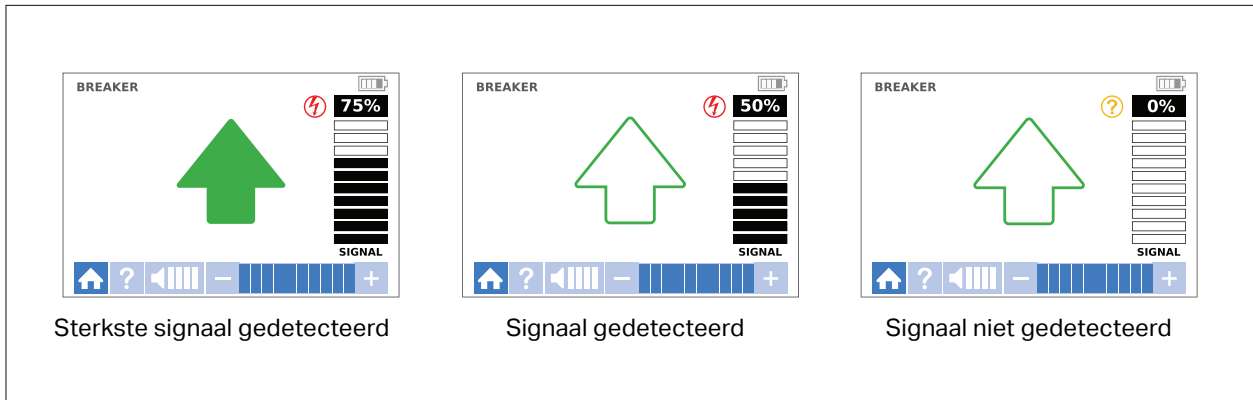 BREAKER
75%
SIGNAL
?
Sterkste signaal gedetecteerd
BREAKER
50%
SIGNAL
?
Signaal gedetecteerd
BREAKER
?
0%
SIGNAL
?
Signaal niet gedetecteerd